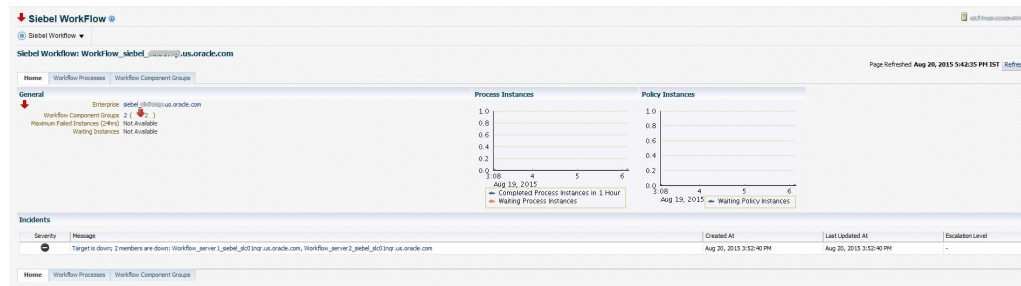 Siebel WorkFlow
Siebel Workflow
Siebel Workflow: WorkFlow_siebel_ .us.oracle.com
Page Refreshed Aug 20, 2015 5:42:35 PM IST Refres
Home Workflow Processes Workflow Component Groups
General
Enterprise siebel_ .us.oracle.com
Workflow Component Groups 2 ( 2 )
Maximum Failed Instances (24hrs) Not Available
Waiting Instances Not Available
Process Instances
1.0
0.8
0.6
0.4
0.2
0.0
3:08 4 5 6
Aug 19, 2015
Completed Process Instances in 1 Hour
Waiting Process Instances
Policy Instances
1.0
0.8
0.6
0.4
0.2
0.0
3:08 4 5 6
Aug 19, 2015
Waiting Policy Instances
Incidents
Severity Message Created At Last Updated At Escalation Level
Target is down; 2 members are down: Workflow_server1_siebel_slc01nqr.us.oracle.com, Workflow_server2_siebel_slc01nqr.us.oracle.com Aug 20, 2015 3:52:40 PM Aug 20, 2015 3:52:40 PM -
Home Workflow Processes Workflow Component Groups